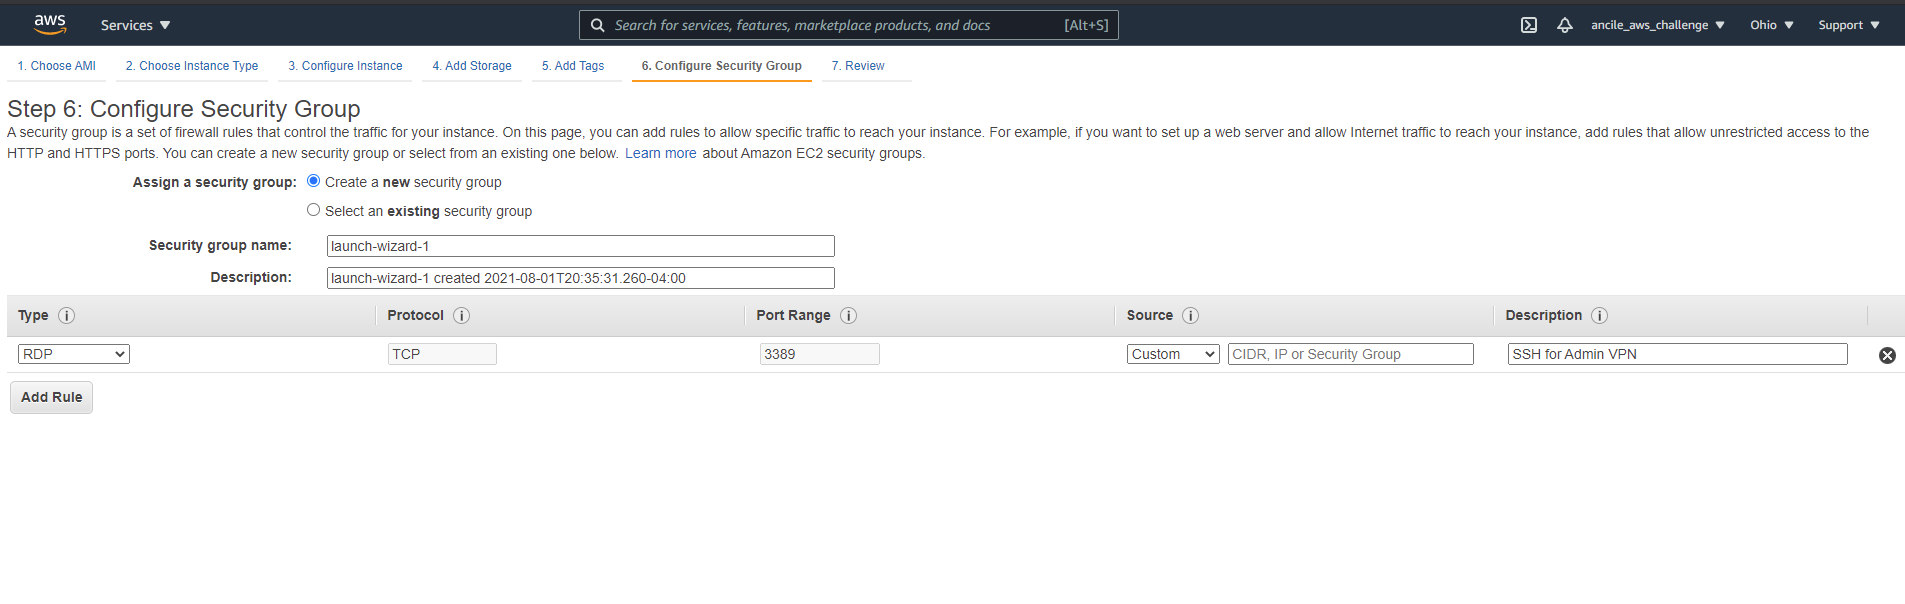 aws Services Search for services, features, marketplace products, and docs [Alt+S] ancile_aws_challenge Ohio Support
1. Choose AMI 2. Choose Instance Type 3. Configure Instance 4. Add Storage 5. Add Tags 6. Configure Security Group 7. Review
Step 6: Configure Security Group
A security group is a set of firewall rules that control the traffic for your instance. On this page, you can add rules to allow specific traffic to reach your instance. For example, if you want to set up a web server and allow Internet traffic to reach your instance, add rules that allow unrestricted access to the
HTTP and HTTPS ports. You can create a new security group or select from an existing one below. Learn more about Amazon EC2 security groups.
Assign a security group: Create a new security group
Select an existing security group
Security group name: launch-wizard-1
Description: launch-wizard-1 created 2021-08-01T20:35:31.260-04:00
Type i Protocol i Port Range i Source i Description i
RDP TCP 3389 Custom CIDR, IP or Security Group SSH for Admin VPN
Add Rule